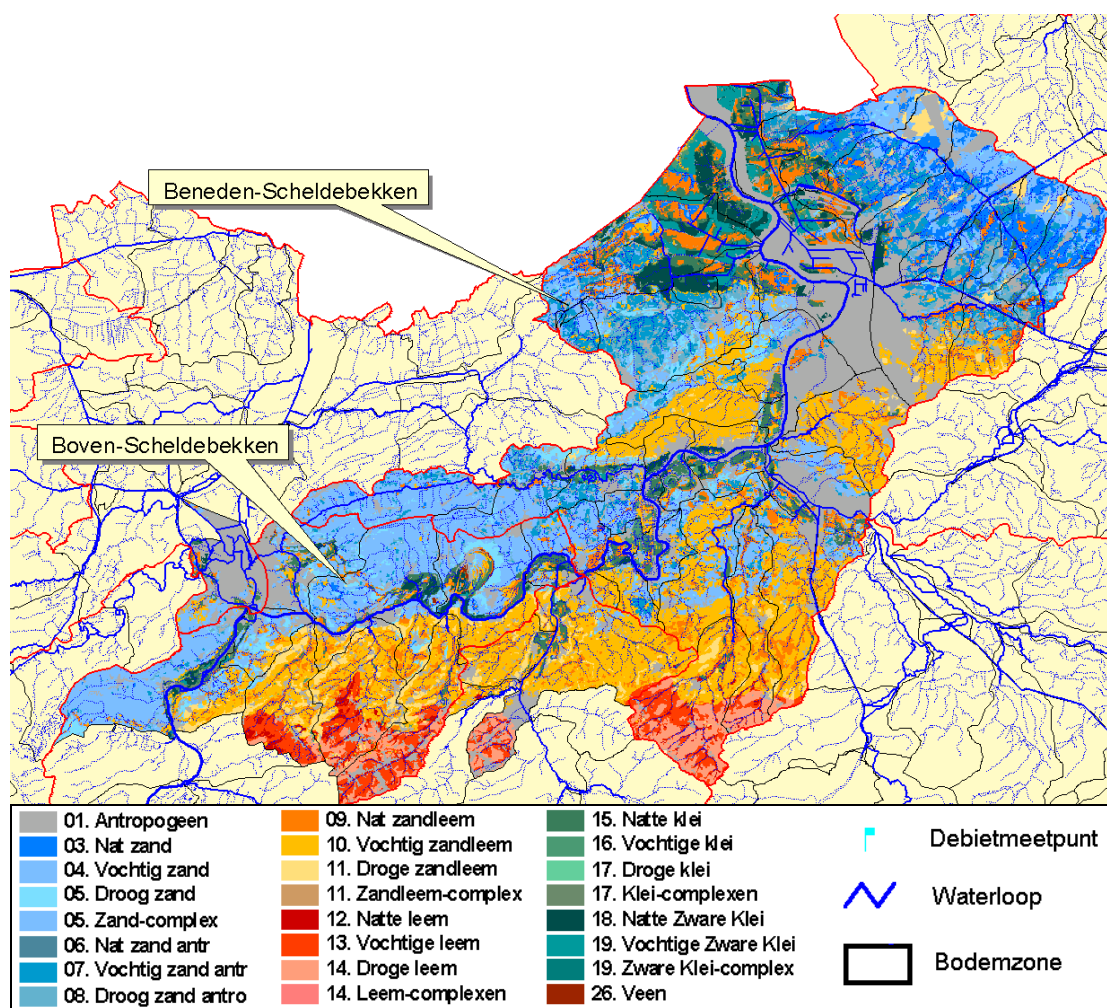 Beneden-Scheldebekken
Boven-Scheldebekken
01. Antropogeen
03. Nat zand
04. Vochtig zand
05. Droog zand
05. Zand-complex
06. Nat zand antr
07. Vochtig zand antr
08. Droog zand antro
09. Nat zandleem
10. Vochtig zandleem
11. Droge zandleem
11. Zandleem-complex
12. Natte leem
13. Vochtige leem
14. Droge leem
14. Leem-complexen
15. Natte klei
16. Vochtige klei
17. Droge klei
17. Klei-complexen
18. Natte Zware Klei
19. Vochtige Zware Klei
19. Zware Klei-complex
26. Veen
Debietmeetpunt
Waterloop
Bodemzone